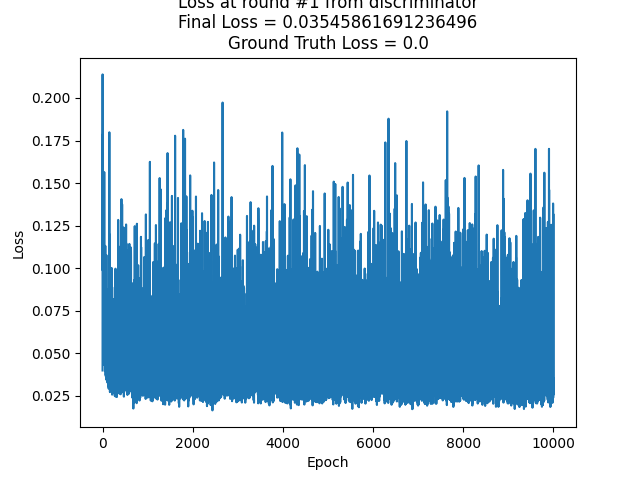 Loss at round #1 from discriminator
Final Loss = 0.03545861691236496
Ground Truth Loss = 0.0
0.200
0.175
0.150
0.125
0.100
0.075
0.050
0.025
Loss
0 2000 4000 6000 8000 10000
Epoch